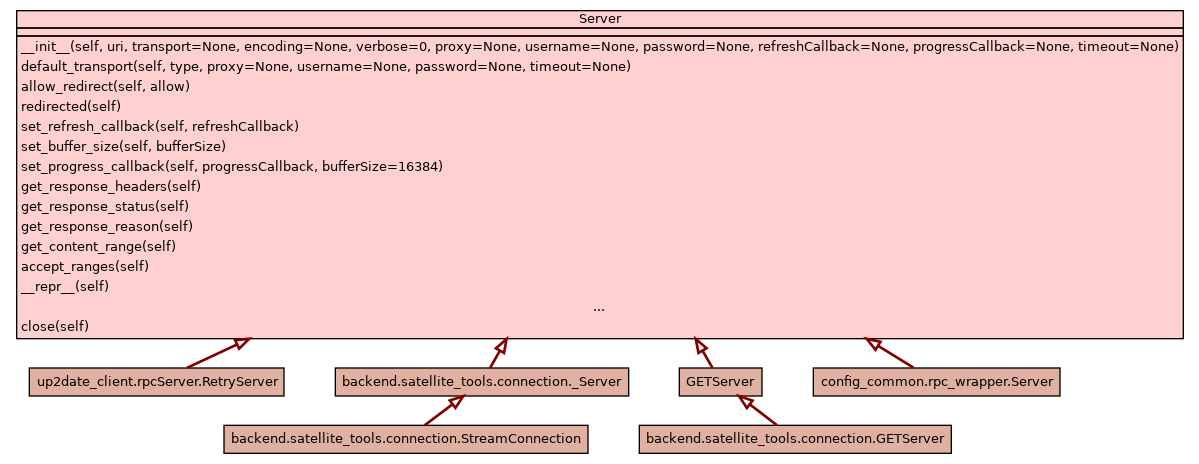 Server
__init__(self, uri, transport=None, encoding=None, verbose=0, proxy=None, username=None, password=None, refreshCallback=None, progressCallback=None, timeout=None)
default_transport(self, type, proxy=None, username=None, password=None, timeout=None)
allow_redirect(self, allow)
redirected(self)
set_refresh_callback(self, refreshCallback)
set_buffer_size(self, bufferSize)
set_progress_callback(self, progressCallback, bufferSize=16384)
get_response_headers(self)
get_response_status(self)
get_response_reason(self)
get_content_range(self)
accept_ranges(self)
__repr__(self)
...
close(self)
up2date_client.rpcServer.RetryServer
backend.satellite_tools.connection._Server
GETServer
config_common.rpc_wrapper.Server
backend.satellite_tools.connection.StreamConnection
backend.satellite_tools.connection.GETServer